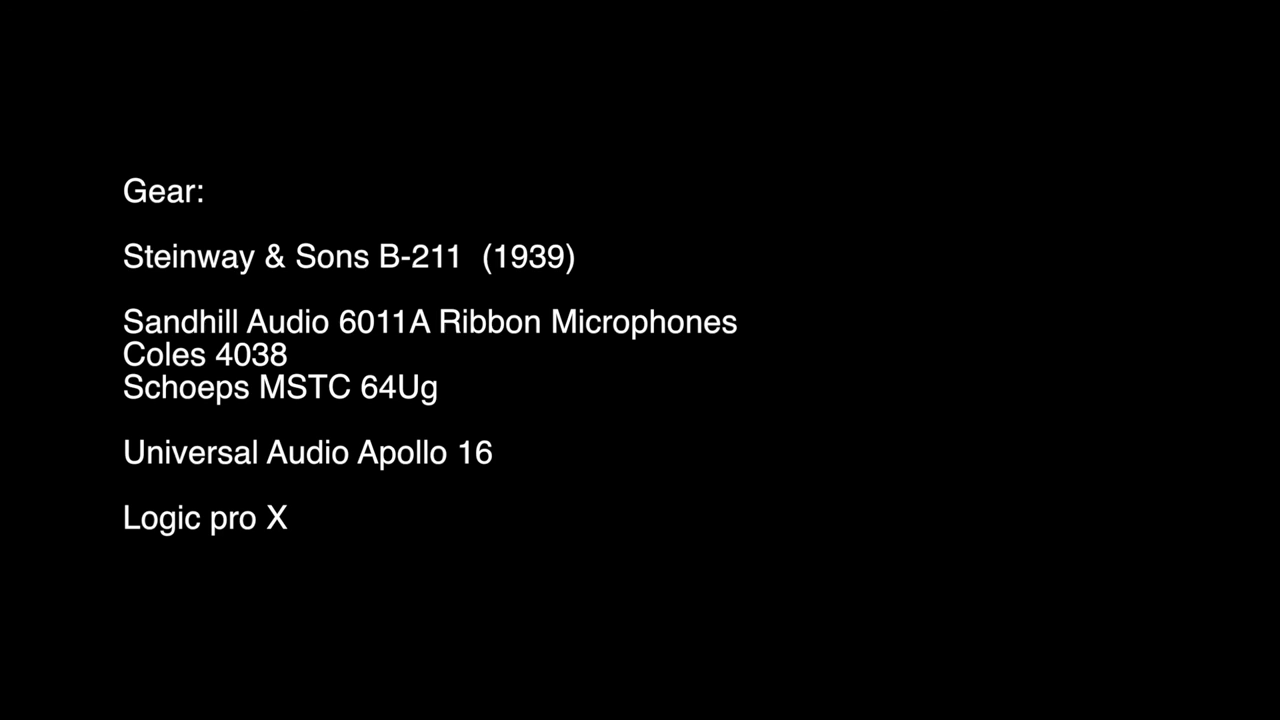 Gear:
Steinway & Sons B-211 (1939)
Sandhill Audio 6011A Ribbon Microphones
Coles 4038
Schoeps MSTC 64Ug
Universal Audio Apollo 16
Logic pro X